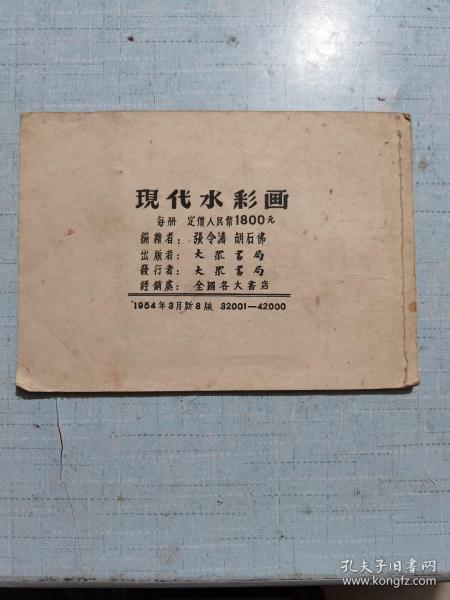 現代水彩画
每册 定價人民幣1800元
編繪者：張令濤 胡石佛
出版者：大眾書局
發行者：大眾書局
經銷處：全國各大書店
1954年3月新8版 32001—42000
孔夫子旧书网
www.kongfz.com